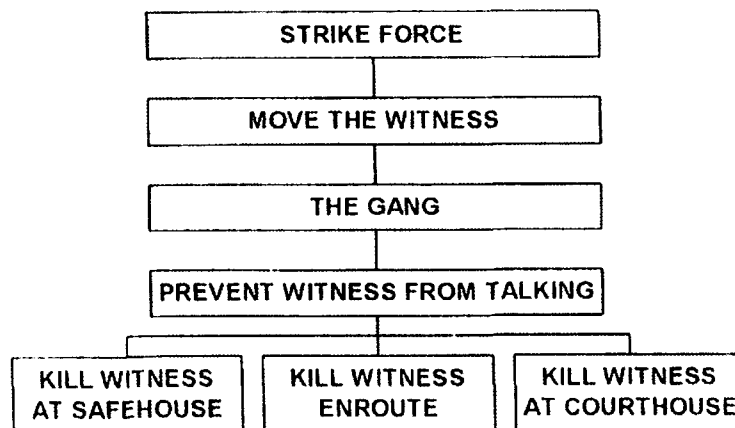 STRIKE FORCE
MOVE THE WITNESS
THE GANG
PREVENT WITNESS FROM TALKING
KILL WITNESS
AT SAFEHOUSE
KILL WITNESS
ENROUTE
KILL WITNESS
AT COURTHOUSE